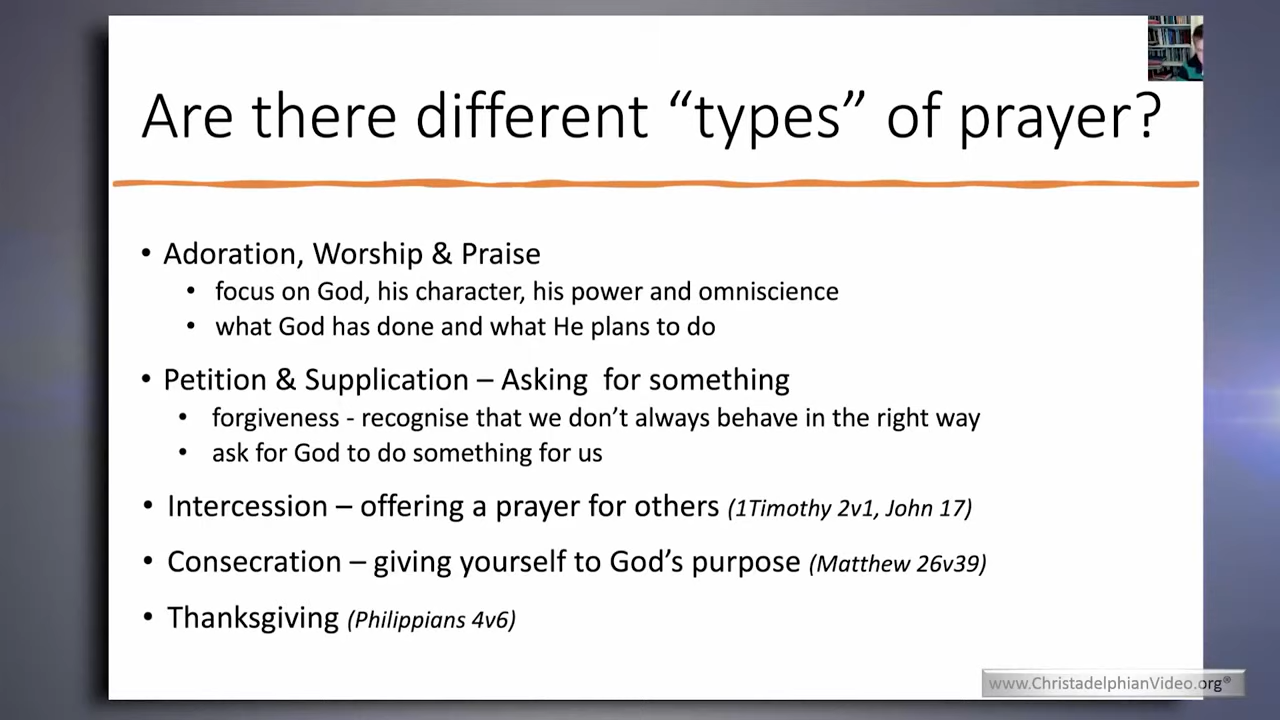 Are there different “types” of prayer?
• Adoration, Worship & Praise
• focus on God, his character, his power and omniscience
• what God has done and what He plans to do
• Petition & Supplication – Asking  for something
• forgiveness - recognise that we don’t always behave in the right way
• ask for God to do something for us
• Intercession – offering a prayer for others (1Timothy 2v1, John 17)
• Consecration – giving yourself to God’s purpose (Matthew 26v39)
• Thanksgiving (Philippians 4v6)
www.ChristadelphianVideo.org®